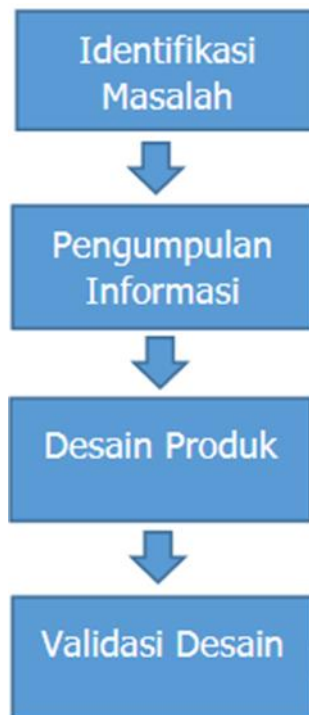 Identifikasi
Masalah
Pengumpulan
Informasi
Desain Produk
Validasi Desain